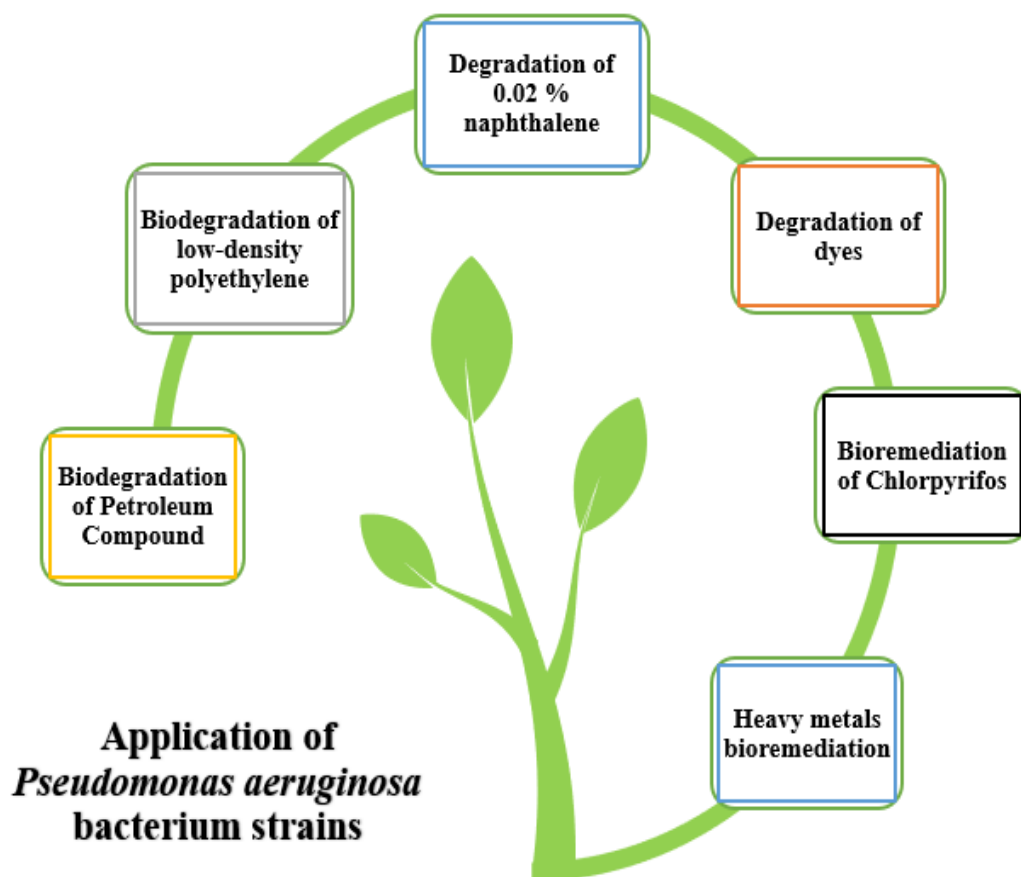 Degradation of
0.02 %
naphthalene
Biodegradation of
low-density
polyethylene
Degradation of
dyes
Biodegradation
of Petroleum
Compound
Bioremediation
of Chlorpyrifos
Heavy metals
bioremediation
Application of
Pseudomonas aeruginosa
bacterium strains